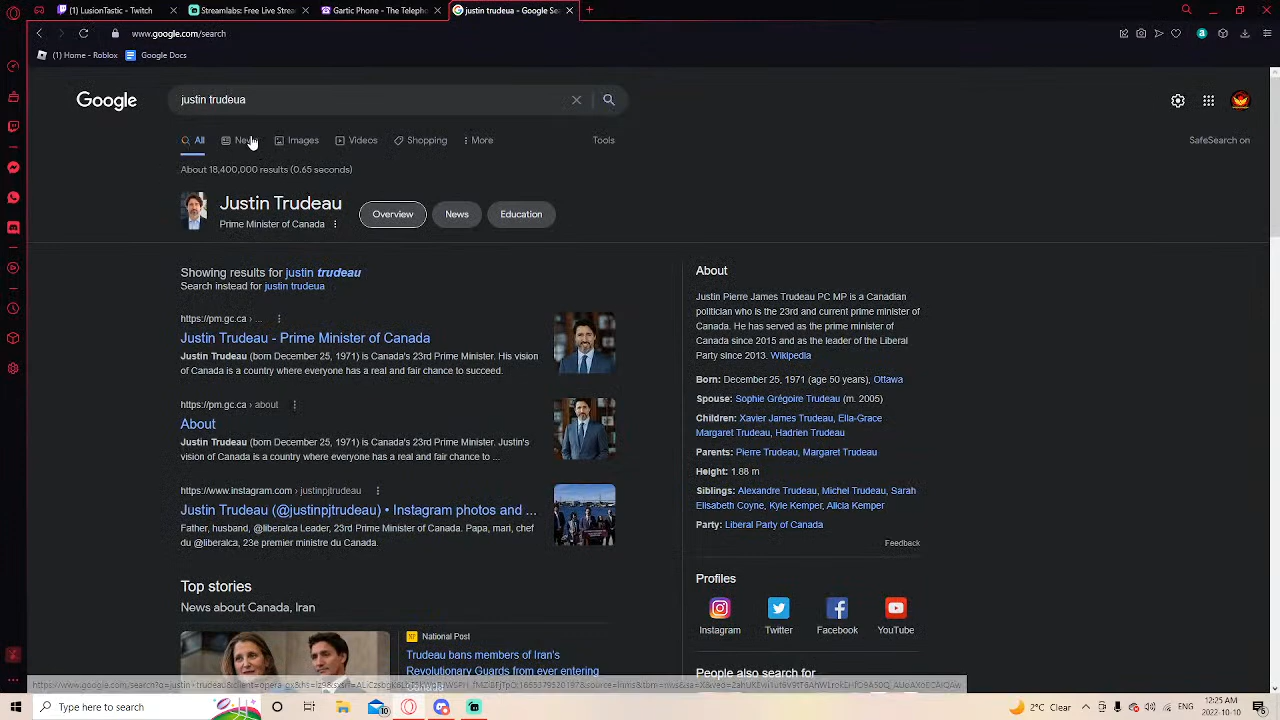 LusionTastic - Twitch
Streamlabs: Free Live Strea
Gartic Phone - The Telepho
justin trudeua - Google Sea
www.google.com/search
(1) Home - Roblox
Google Docs
Google
justin trudeua
All
News
Images
Videos
Shopping
More
Tools
SafeSearch on
About 18,400,000 results (0.65 seconds)
Justin Trudeau
Prime Minister of Canada
Overview
News
Education
Showing results for justin trudeau
Search instead for justin trudeua
https://pm.gc.ca › ...
Justin Trudeau - Prime Minister of Canada
Justin Trudeau (born December 25, 1971) is Canada's 23rd Prime Minister. His vision
of Canada is a country where everyone has a real and fair chance to succeed.
https://pm.gc.ca › about
About
Justin Trudeau (born December 25, 1971) is Canada's 23rd Prime Minister. Justin's
vision of Canada is a country where everyone has a real and fair chance to ...
https://www.instagram.com › justinpjtrudeau
Justin Trudeau (@justinpjtrudeau) • Instagram photos and ...
Father, husband, @liberalca Leader, 23rd Prime Minister of Canada. Papa, mari, chef
du @liberalca, 23e premier ministre du Canada.
Top stories
News about Canada, Iran
National Post
Trudeau bans members of Iran's
Revolutionary Guards from ever entering
About
Justin Pierre James Trudeau PC MP is a Canadian
politician who is the 23rd and current prime minister of
Canada. He has served as the prime minister of
Canada since 2015 and as the leader of the Liberal
Party since 2013. Wikipedia
Born: December 25, 1971 (age 50 years), Ottawa
Spouse: Sophie Grégoire Trudeau (m. 2005)
Children: Xavier James Trudeau, Ella-Grace
Margaret Trudeau, Hadrien Trudeau
Parents: Pierre Trudeau, Margaret Trudeau
Height: 1.88 m
Siblings: Alexandre Trudeau, Michel Trudeau, Sarah
Elisabeth Coyne, Kyle Kemper, Alicia Kemper
Party: Liberal Party of Canada
Feedback
Profiles
Instagram
Twitter
Facebook
YouTube
People also search for
Type here to search
10
2°C Clear
12:25 AM
2022-10-10
6